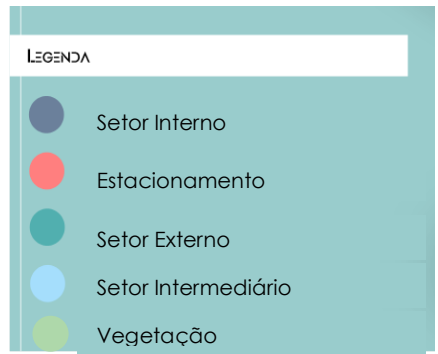 LEGENDA
Setor Interno
Estacionamento
Setor Externo
Setor Intermediário
Vegetação